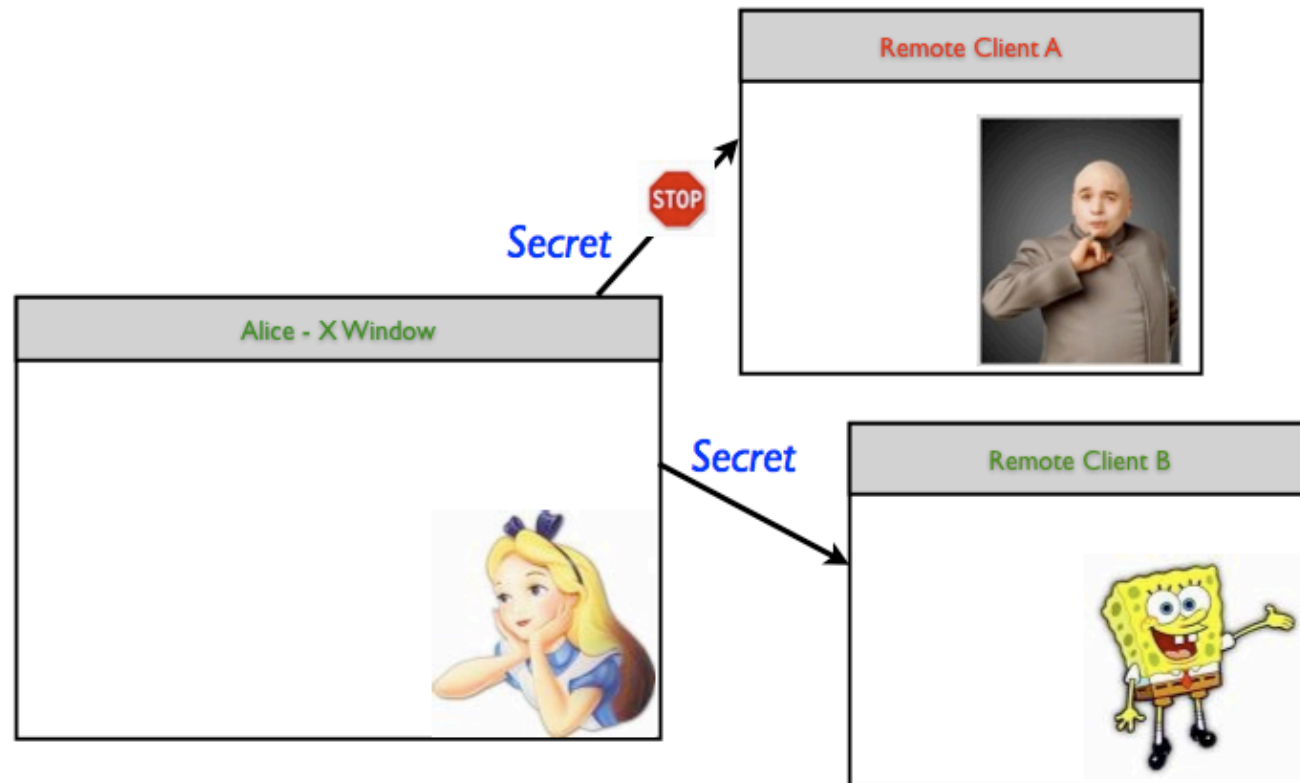 Remote Client A
STOP
Secret
Alice - X Window
Secret
Remote Client B